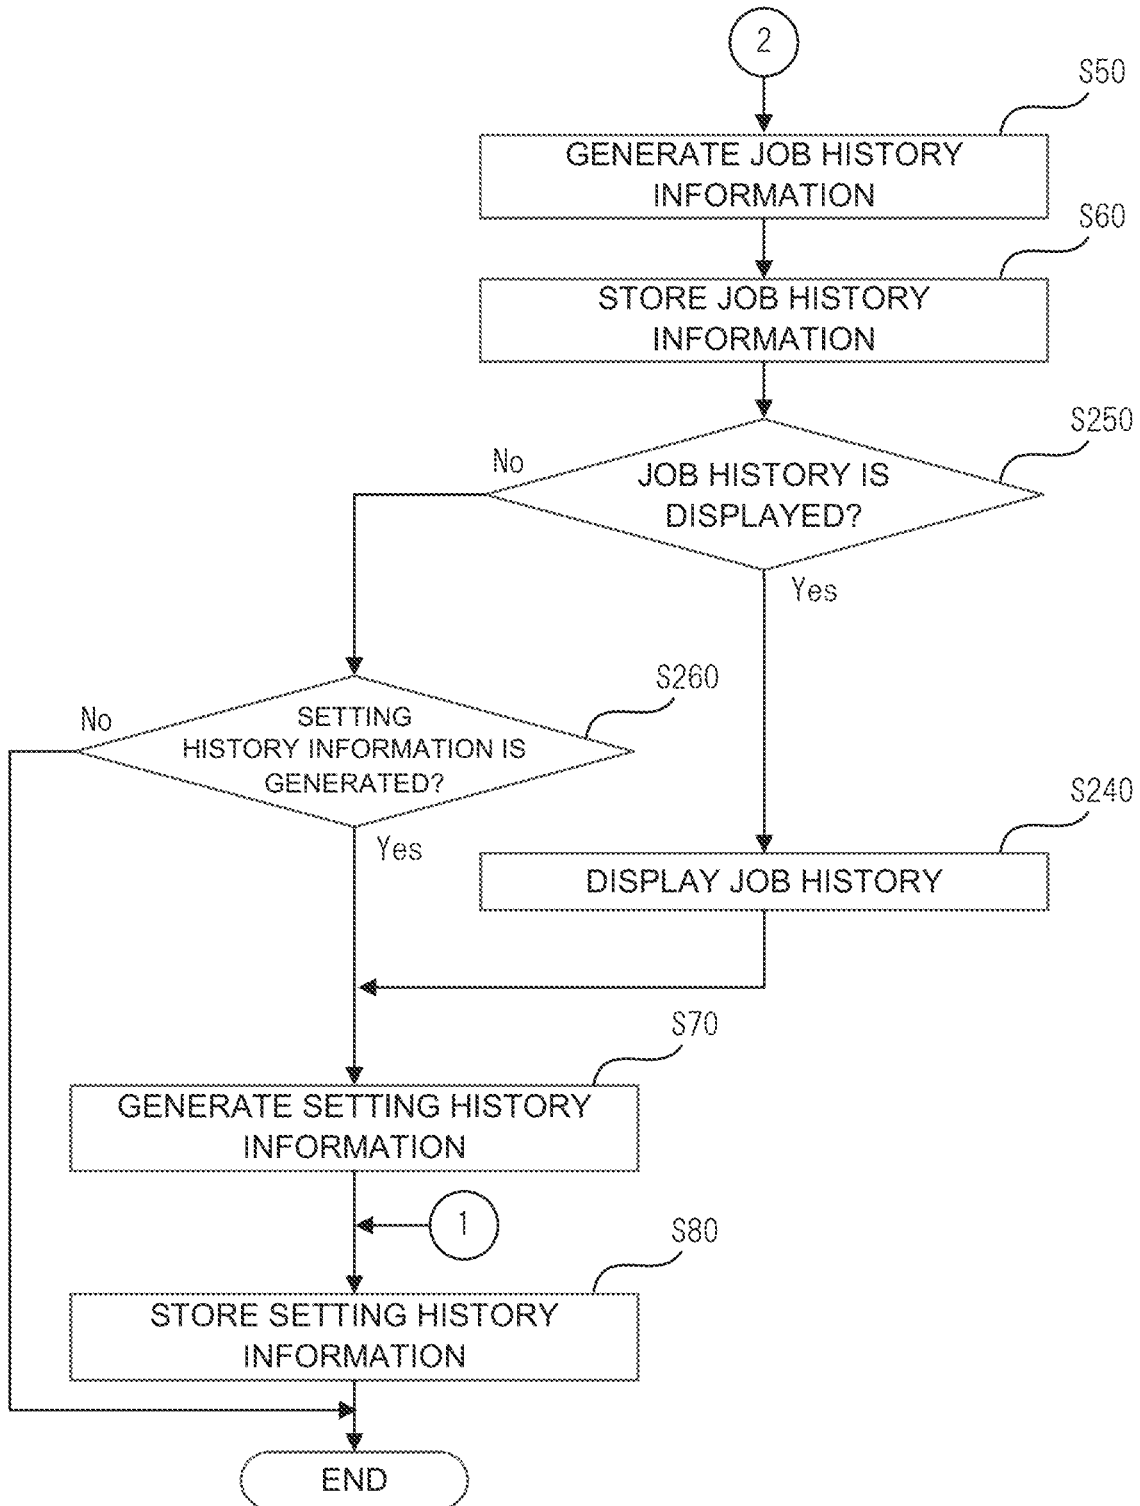 2
S50
GENERATE JOB HISTORY
INFORMATION
S60
STORE JOB HISTORY
INFORMATION
S250
No
JOB HISTORY IS
DISPLAYED?
Yes
S260
No
SETTING
HISTORY INFORMATION IS
GENERATED?
Yes
S240
DISPLAY JOB HISTORY
S70
GENERATE SETTING HISTORY
INFORMATION
1
S80
STORE SETTING HISTORY
INFORMATION
END